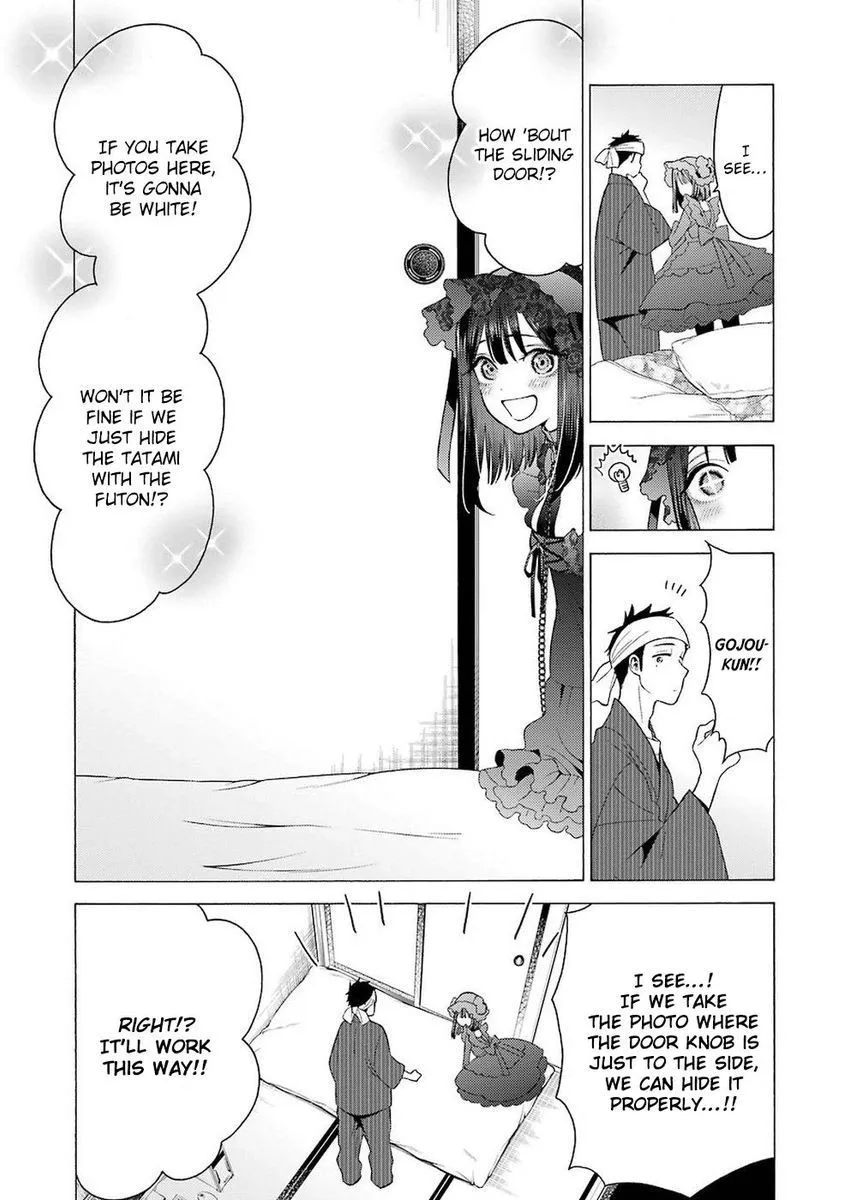 I
SEE...
GOJOU-
KUN!!
HOW 'BOUT
THE SLIDING
DOOR!?
IF YOU TAKE
PHOTOS HERE,
IT'S GONNA
BE WHITE!
WON'T IT BE
FINE IF WE
JUST HIDE
THE TATAMI
WITH THE
FUTON!?
I SEE...!
IF WE TAKE
THE PHOTO WHERE
THE DOOR KNOB IS
JUST TO THE SIDE,
WE CAN HIDE IT
PROPERLY...!!
RIGHT!?
IT'LL WORK
THIS WAY!!